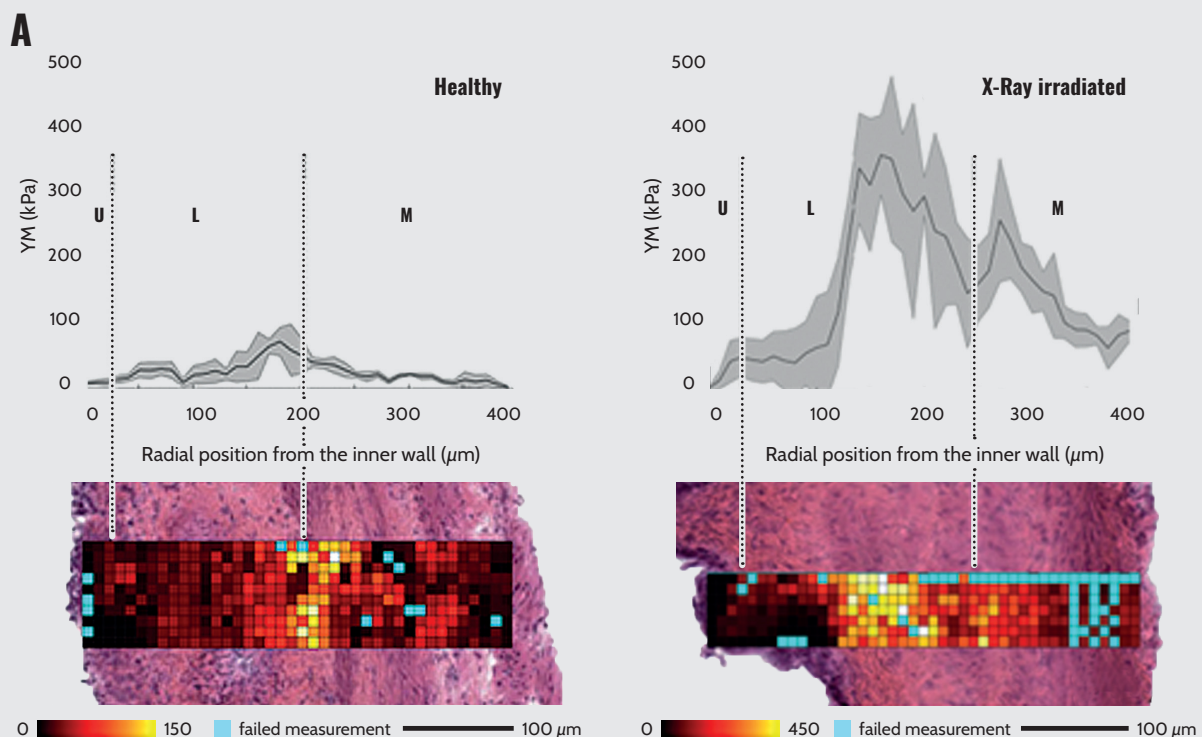 A
Healthy
500
400
300
200
100
0
YM (kPa)
U
L
M
0 100 200 300 400
Radial position from the inner wall (µm)
0 150 failed measurement 100 µm
X-Ray irradiated
500
400
300
200
100
0
YM (kPa)
U
L
M
0 100 200 300 400
Radial position from the inner wall (µm)
0 450 failed measurement 100 µm